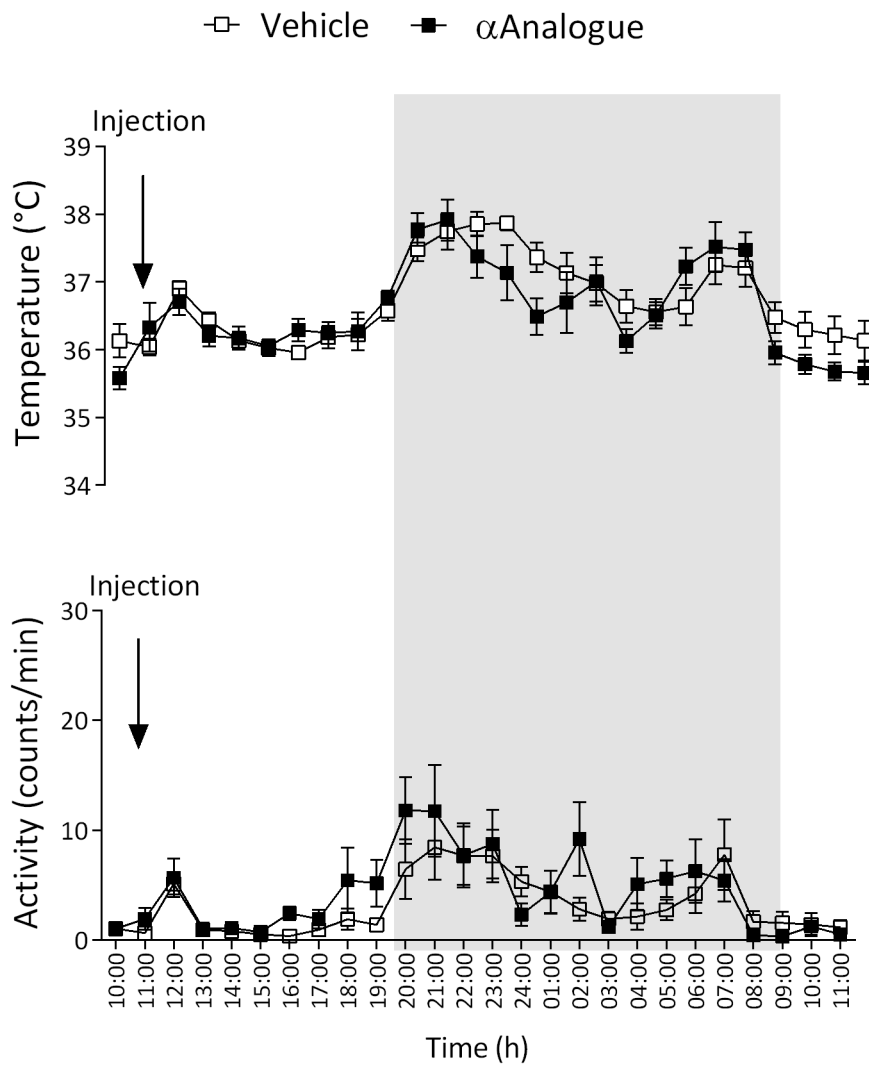 Vehicle αAnalogue
Injection
Temperature (°C)
39
38
37
36
35
34
Injection
Activity (counts/min)
30
20
10
0
10:00 11:00 12:00 13:00 14:00 15:00 16:00 17:00 18:00 19:00 20:00 21:00 22:00 23:00 24:00 01:00 02:00 03:00 04:00 05:00 06:00 07:00 08:00 09:00 10:00 11:00
Time (h)